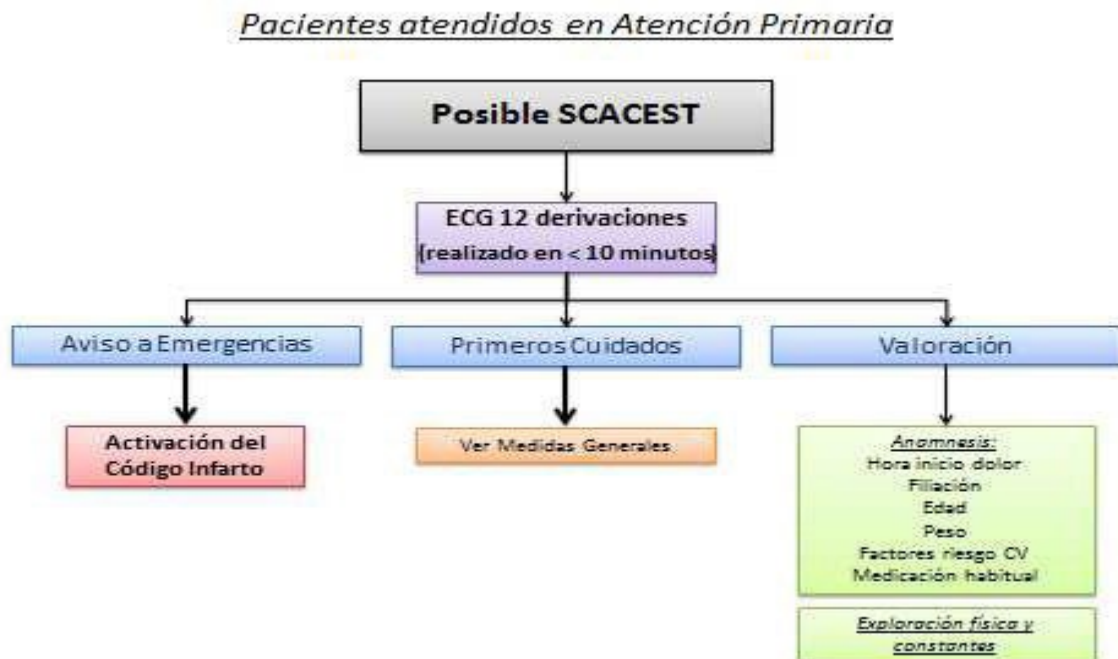 Pacientes atendidos en Atención Primaria
Posible SCACEST
ECG 12 derivaciones
(realizado en < 10 minutos)
Aviso a Emergencias
Primeros Cuidados
Valoración
Activación del
Código Infarto
Ver Medidas Generales
Anamnesis:
Hora inicio dolor
Filiación
Edad
Peso
Factores riesgo CV
Medicación habitual
Exploración física y
constantes